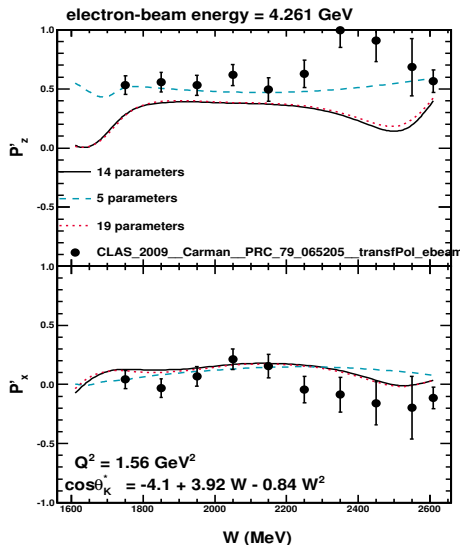 electron-beam energy = 4.261 GeV
1.0
0.5
0.0
-0.5
P'z
14 parameters
5 parameters
19 parameters
CLAS_2009__Carman__PRC_79_065205__transfPol_ebeam
1.0
0.5
0.0
-0.5
-1.0
P'x
Q² = 1.56 GeV²
cosθ*K = -4.1 + 3.92 W - 0.84 W²
1600 1800 2000 2200 2400 2600
W (MeV)